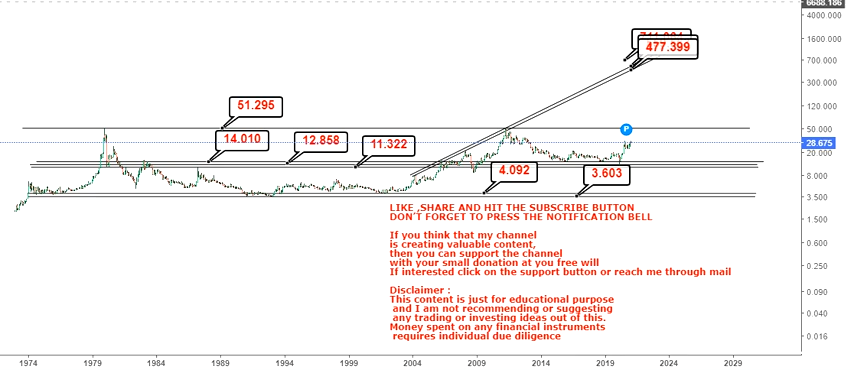 6688.186
4000.000
1600.000
477.399
700.000
300.000
51.295
120.000
50.000
P
14.010
12.858
11.322
28.675
20.000
4.092
3.603
8.000
3.500
LIKE ,SHARE AND HIT THE SUBSCRIBE BUTTON
DON'T FORGET TO PRESS THE NOTIFICATION BELL
1.500
If you think that my channel
is creating valuable content,
then you can support the channel
with your small donation at you free will
If interested click on the support button or reach me through mail
0.600
0.250
Disclaimer :
This content is just for educational purpose
and I am not recommending or suggesting
any trading or investing ideas out of this.
Money spent on any financial instruments
requires individual due diligence
0.090
0.040
0.016
1974 1979 1984 1989 1994 1999 2004 2009 2014 2019 2024 2029